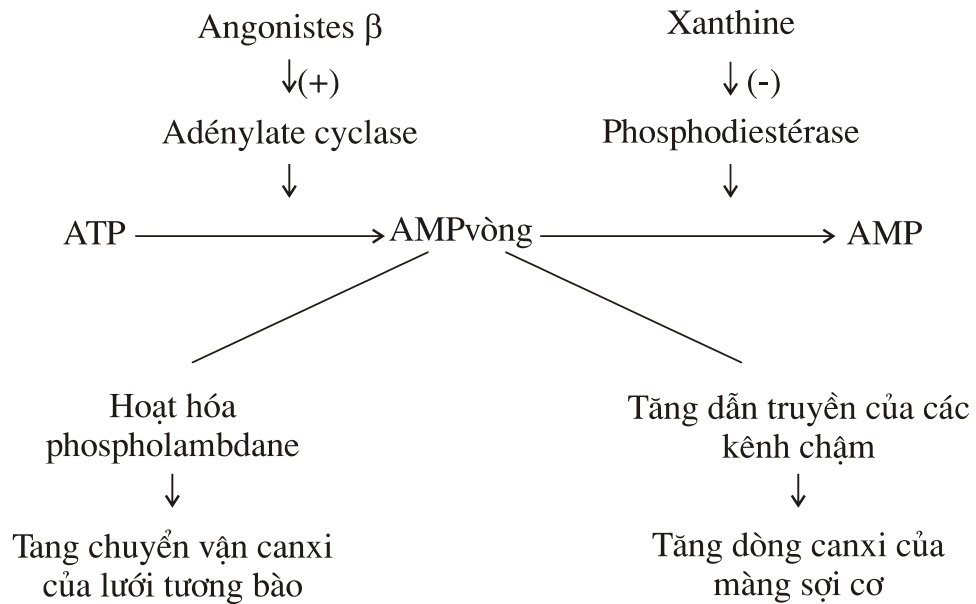 Angonistes β
Xanthine
(+)
(-)
Adénylate cyclase
Phosphodiestérase
ATP
AMPvòng
AMP
Hoạt hóa
phospholambdane
Tăng dẫn truyền của các
kênh chậm
Tang chuyển vận canxi
của lưới tương bào
Tăng dòng canxi của
màng sợi cơ